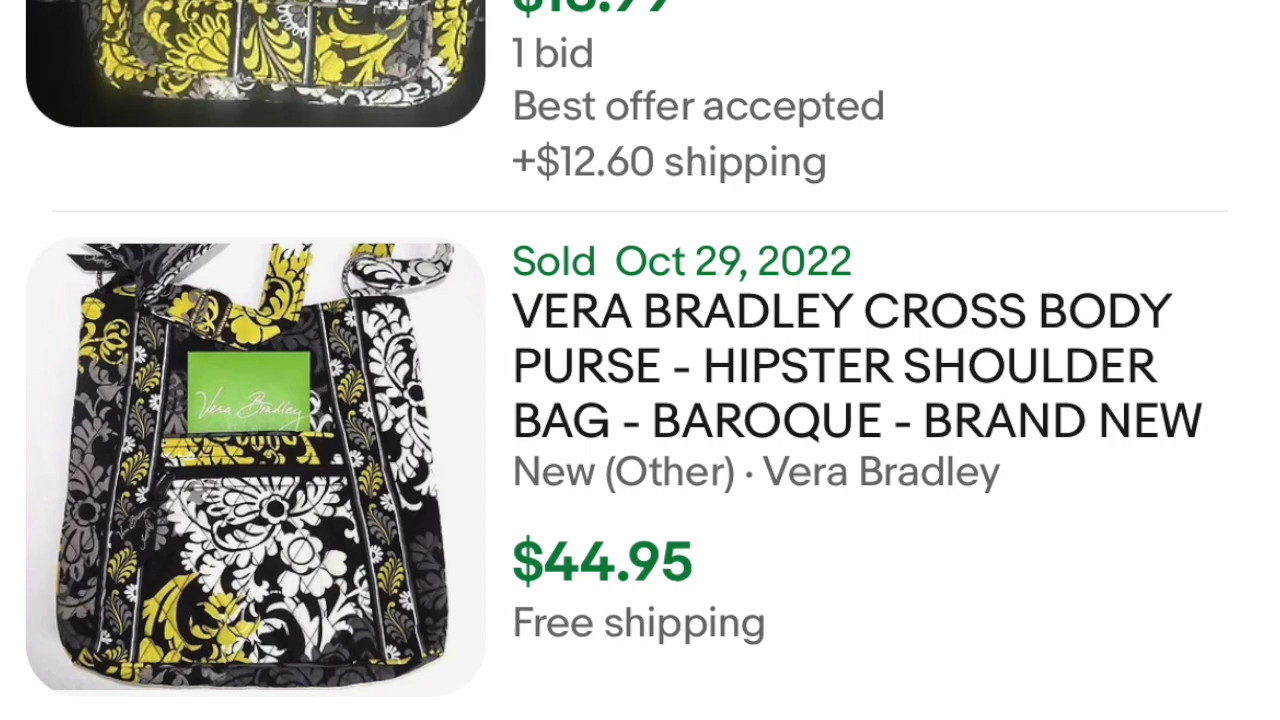 1 bid
Best offer accepted
+$12.60 shipping
Sold Oct 29, 2022
VERA BRADLEY CROSS BODY
PURSE - HIPSTER SHOULDER
BAG - BAROQUE - BRAND NEW
New (Other) · Vera Bradley
Vera Bradley
$44.95
Free shipping